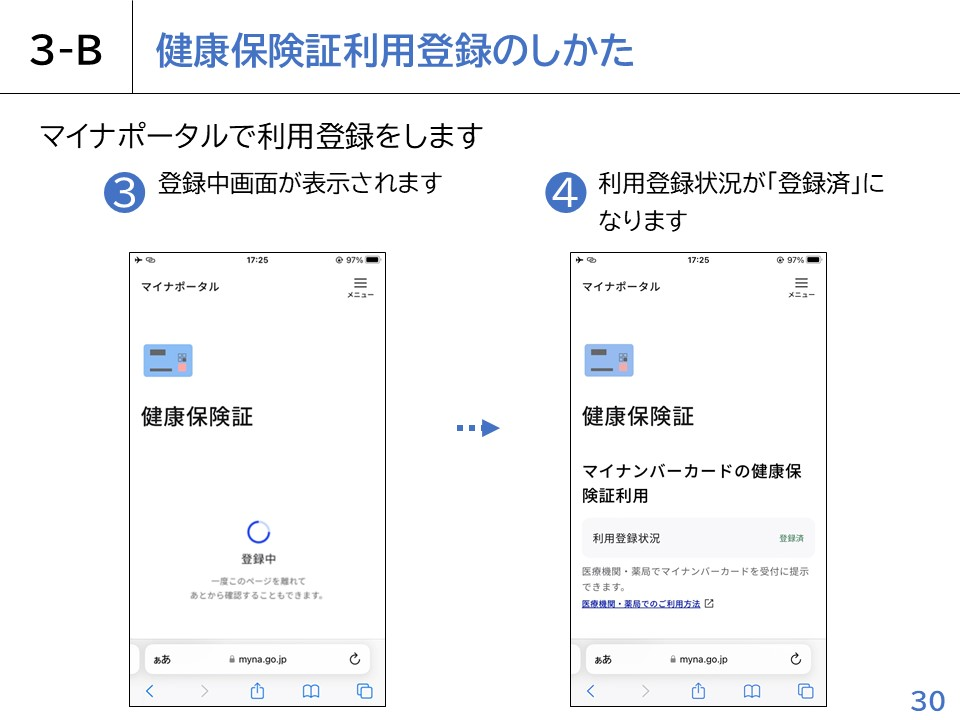 3-B
健康保険証利用登録のしかた
マイナポータルで利用登録をします
3
登録中画面が表示されます
17:25
97%
マイナポータル
メニュー
健康保険証
登録中
一度このページを離れて
あとから確認することもできます。
ぁあ
myna.go.jp
4
利用登録状況が「登録済」に
なります
17:25
97%
マイナポータル
メニュー
健康保険証
マイナンバーカードの健康保
険証利用
利用登録状況
登録済
医療機関・薬局でマイナンバーカードを受付に提示
できます。
医療機関・薬局でのご利用方法
ぁあ
myna.go.jp
30